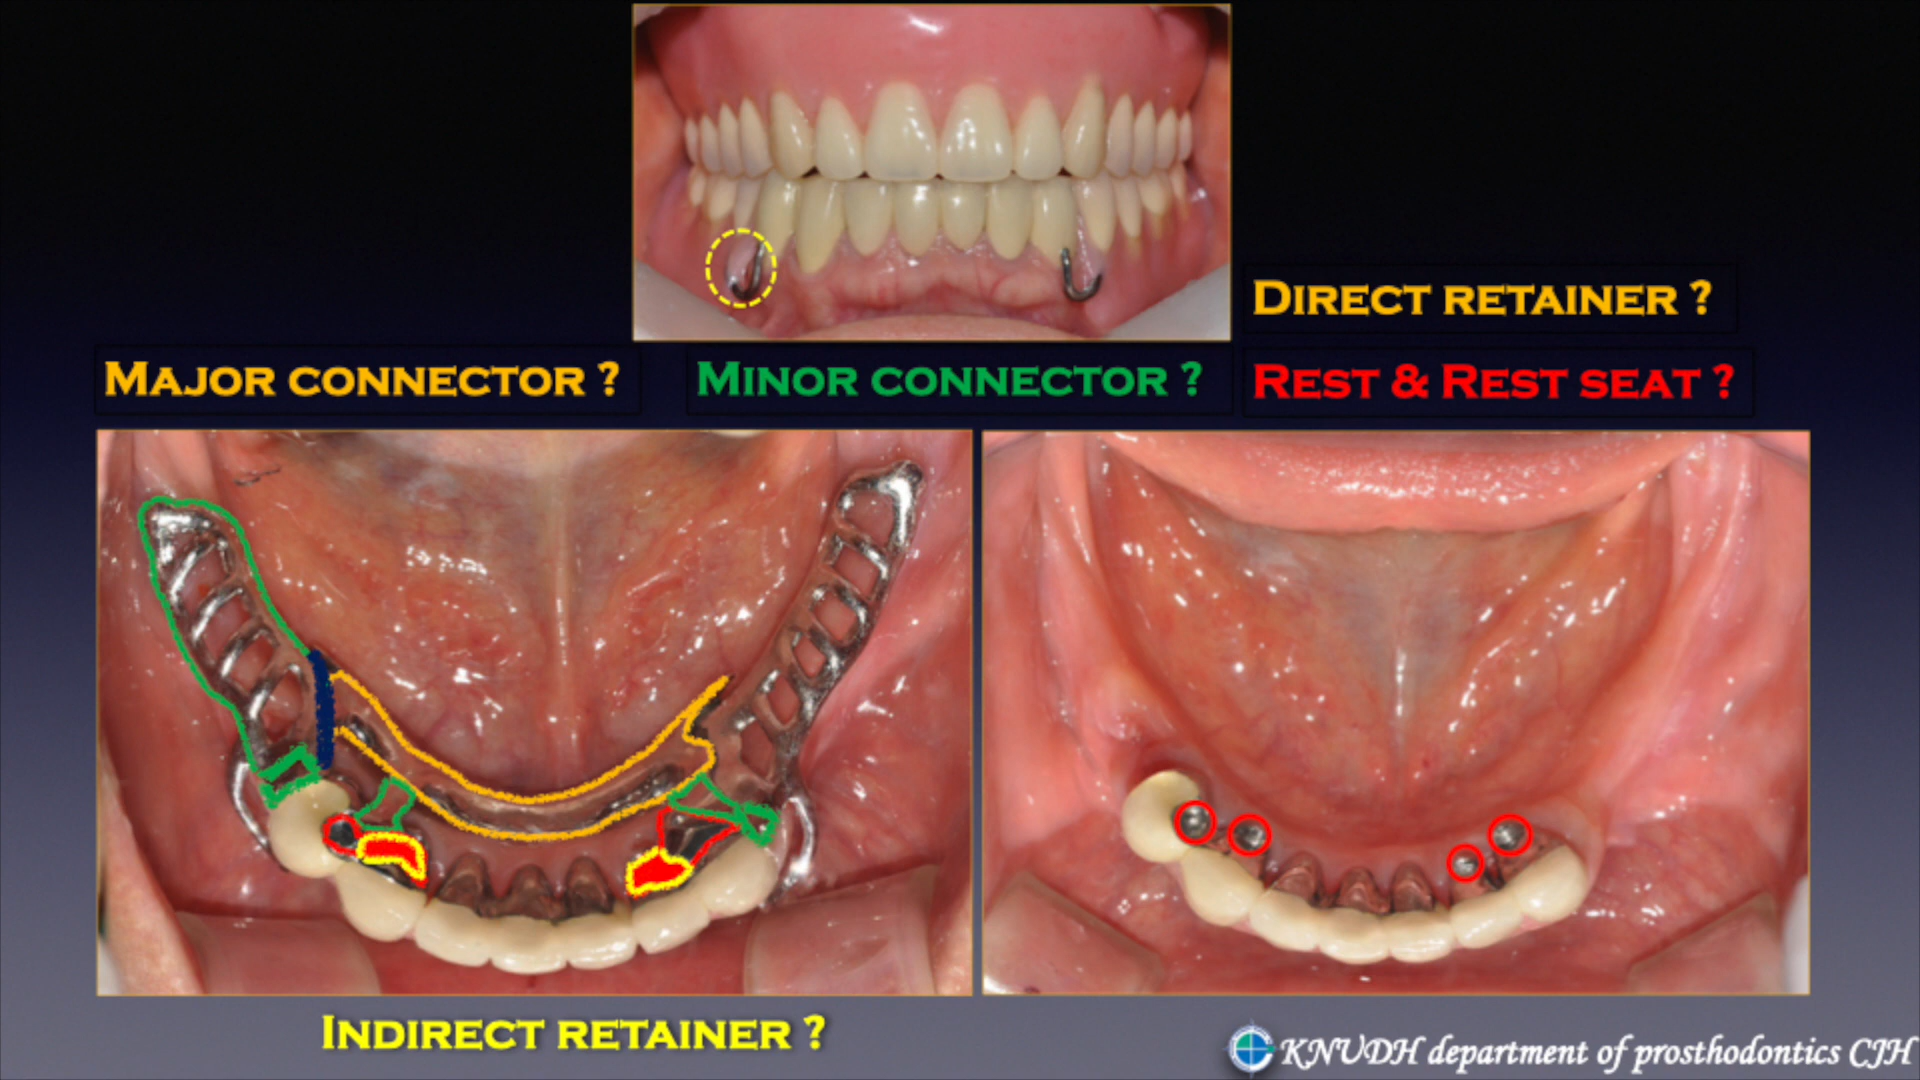 DIRECT RETAINER ?
MAJOR CONNECTOR ?
MINOR CONNECTOR ?
REST & REST SEAT ?
INDIRECT RETAINER ?
KNUDH department of prosthodontics CJH